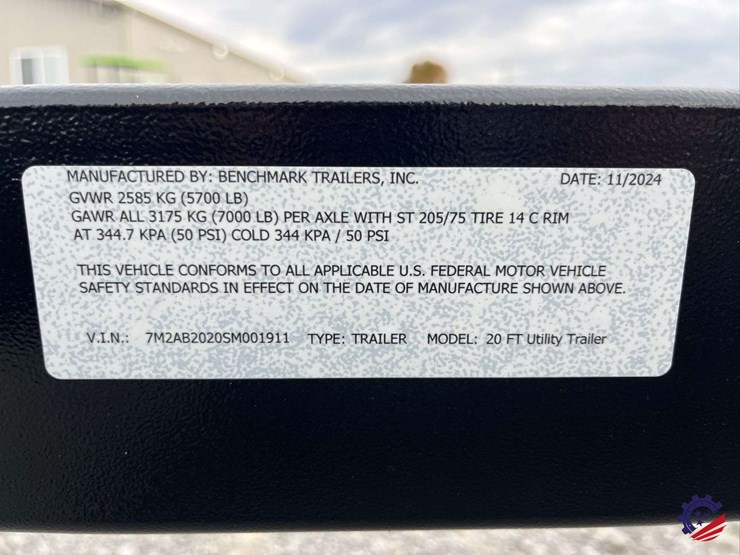 MANUFACTURED BY: BENCHMARK TRAILERS, INC. DATE: 11/2024
GVWR 2585 KG (5700 LB)
GAWR ALL 3175 KG (7000 LB) PER AXLE WITH ST 205/75 TIRE 14 C RIM
AT 344.7 KPA (50 PSI) COLD 344 KPA / 50 PSI
THIS VEHICLE CONFORMS TO ALL APPLICABLE U.S. FEDERAL MOTOR VEHICLE
SAFETY STANDARDS IN EFFECT ON THE DATE OF MANUFACTURE SHOWN ABOVE.
V.I.N.: 7M2AB2020SM001911 TYPE: TRAILER MODEL: 20 FT Utility Trailer